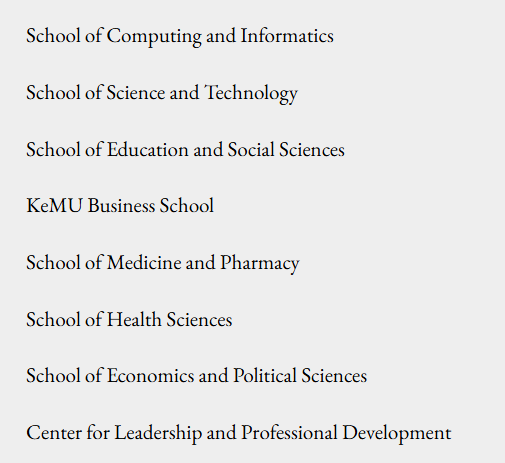 School of Computing and Informatics
School of Science and Technology
School of Education and Social Sciences
KeMU Business School
School of Medicine and Pharmacy
School of Health Sciences
School of Economics and Political Sciences
Center for Leadership and Professional Development